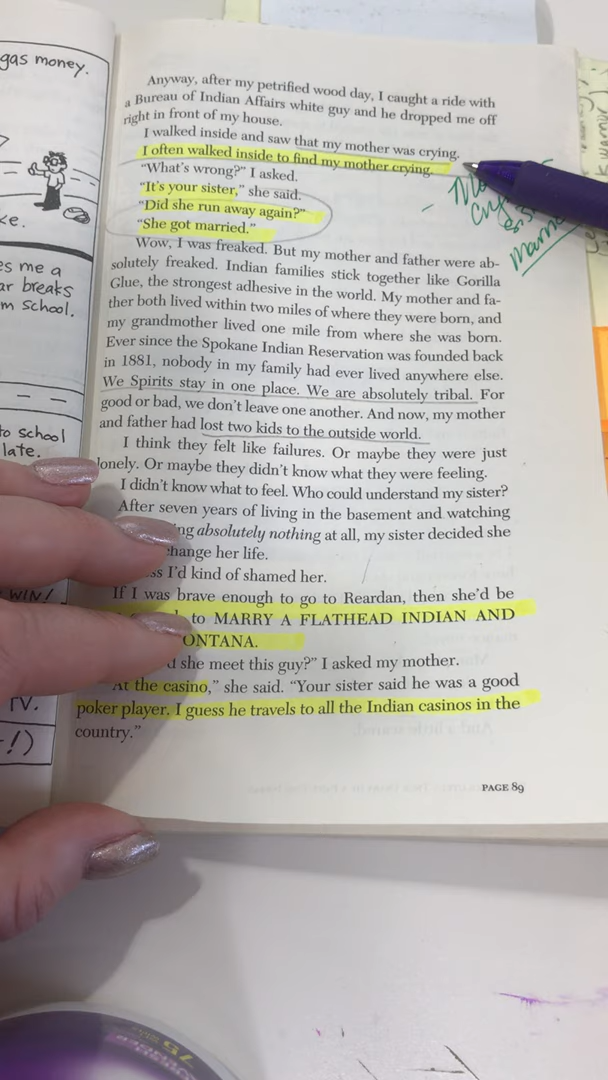 gas money.
ke.
es me a
ar breaks
m school.
to school
late.
WIN!
TV.
!)
Anyway, after my petrified wood day, I caught a ride with
a Bureau of Indian Affairs white guy and he dropped me off
right in front of my house.
I walked inside and saw that my mother was crying.
I often walked inside to find my mother crying.
"What's wrong?" I asked.
"It's your sister," she said.
"Did she run away again?"
"She got married."
Wow, I was freaked. But my mother and father were ab-
solutely freaked. Indian families stick together like Gorilla
Glue, the strongest adhesive in the world. My mother and fa-
ther both lived within two miles of where they were born, and
my grandmother lived one mile from where she was born.
Ever since the Spokane Indian Reservation was founded back
in 1881, nobody in my family had ever lived anywhere else.
We Spirits stay in one place. We are absolutely tribal. For
good or bad, we don't leave one another. And now, my mother
and father had lost two kids to the outside world.
I think they felt like failures. Or maybe they were just
lonely. Or maybe they didn't know what they were feeling.
I didn't know what to feel. Who could understand my sister?
After seven years of living in the basement and watching
ing absolutely nothing at all, my sister decided she
change her life.
ss I'd kind of shamed her.
If I was brave enough to go to Reardan, then she'd be
to MARRY A FLATHEAD INDIAN AND
ONTANA.
d she meet this guy?" I asked my mother.
"At the casino," she said. "Your sister said he was a good
poker player. I guess he travels to all the Indian casinos in the
country."
PAGE 89
75